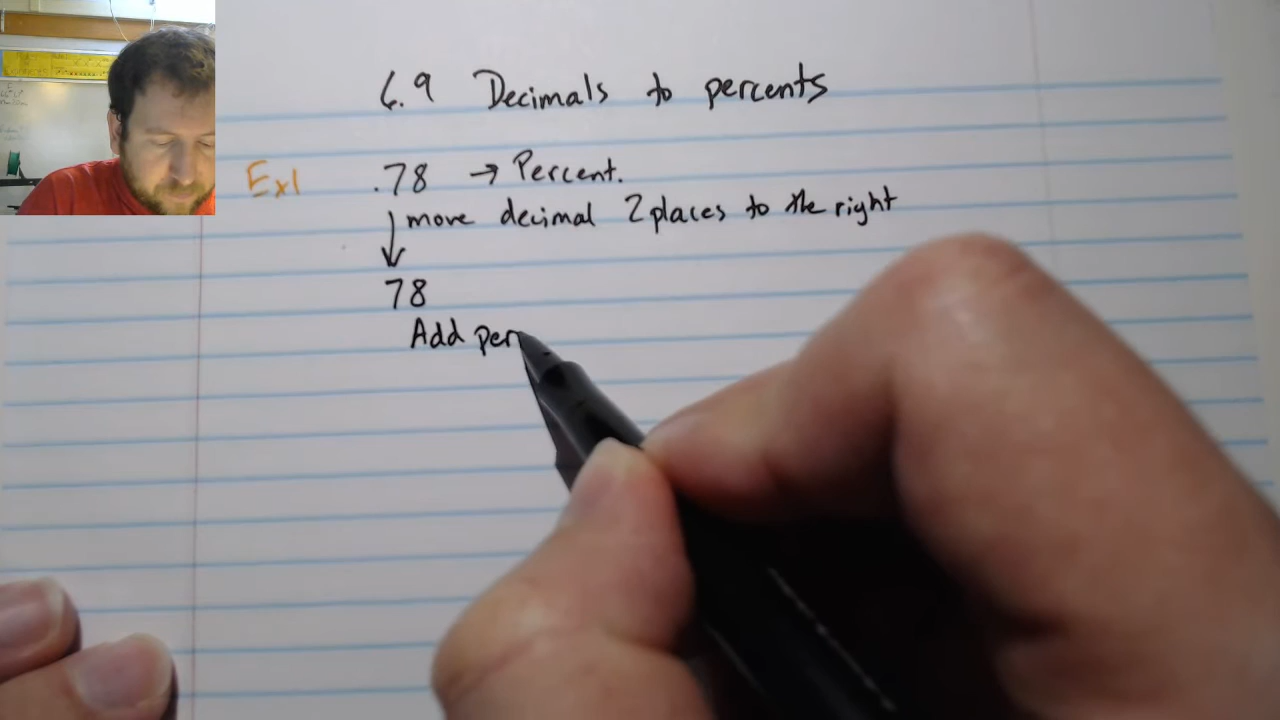 6.9 Decimals to percents
Ex1 .78 → Percent.
move decimal 2 places to the right
78
Add per